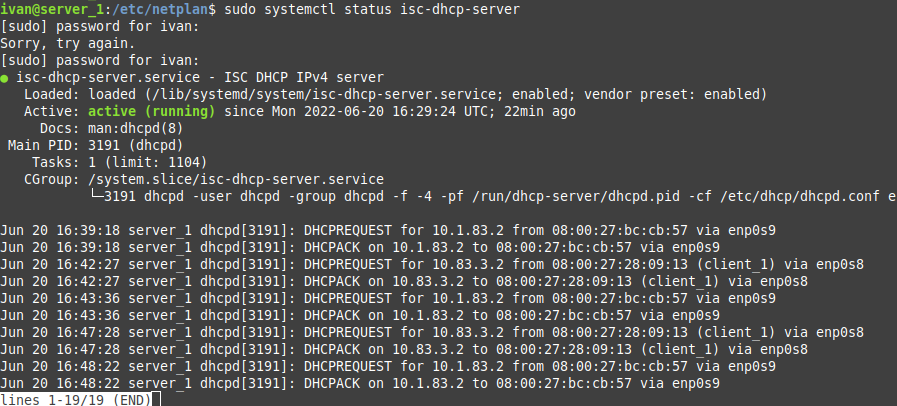 ivan@server_1:/etc/netplan$ sudo systemctl status isc-dhcp-server
[sudo] password for ivan:
Sorry, try again.
[sudo] password for ivan:
● isc-dhcp-server.service - ISC DHCP IPv4 server
   Loaded: loaded (/lib/systemd/system/isc-dhcp-server.service; enabled; vendor preset: enabled)
   Active: active (running) since Mon 2022-06-20 16:29:24 UTC; 22min ago
     Docs: man:dhcpd(8)
 Main PID: 3191 (dhcpd)
    Tasks: 1 (limit: 1104)
   CGroup: /system.slice/isc-dhcp-server.service
           └─3191 dhcpd -user dhcpd -group dhcpd -f -4 -pf /run/dhcp-server/dhcpd.pid -cf /etc/dhcp/dhcpd.conf e
Jun 20 16:39:18 server_1 dhcpd[3191]: DHCPREQUEST for 10.1.83.2 from 08:00:27:bc:cb:57 via enp0s9
Jun 20 16:39:18 server_1 dhcpd[3191]: DHCPACK on 10.1.83.2 to 08:00:27:bc:cb:57 via enp0s9
Jun 20 16:42:27 server_1 dhcpd[3191]: DHCPREQUEST for 10.83.3.2 from 08:00:27:28:09:13 (client_1) via enp0s8
Jun 20 16:42:27 server_1 dhcpd[3191]: DHCPACK on 10.83.3.2 to 08:00:27:28:09:13 (client_1) via enp0s8
Jun 20 16:43:36 server_1 dhcpd[3191]: DHCPREQUEST for 10.1.83.2 from 08:00:27:bc:cb:57 via enp0s9
Jun 20 16:43:36 server_1 dhcpd[3191]: DHCPACK on 10.1.83.2 to 08:00:27:bc:cb:57 via enp0s9
Jun 20 16:47:28 server_1 dhcpd[3191]: DHCPREQUEST for 10.83.3.2 from 08:00:27:28:09:13 (client_1) via enp0s8
Jun 20 16:47:28 server_1 dhcpd[3191]: DHCPACK on 10.83.3.2 to 08:00:27:28:09:13 (client_1) via enp0s8
Jun 20 16:48:22 server_1 dhcpd[3191]: DHCPREQUEST for 10.1.83.2 from 08:00:27:bc:cb:57 via enp0s9
Jun 20 16:48:22 server_1 dhcpd[3191]: DHCPACK on 10.1.83.2 to 08:00:27:bc:cb:57 via enp0s9
lines 1-19/19 (END)